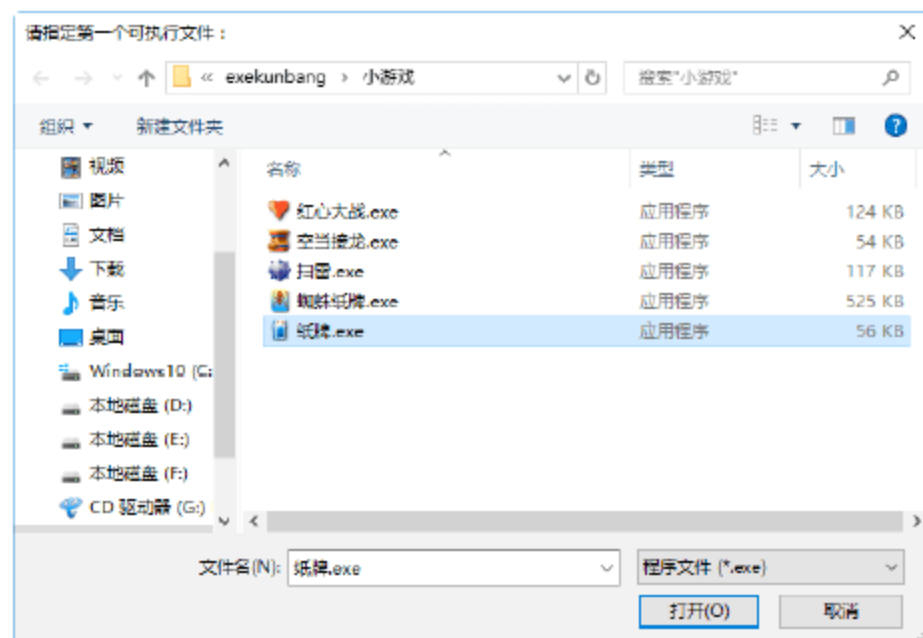 请指定第一个可执行文件：
« exekunbang › 小游戏
搜索"小游戏"
组织 新建文件夹
视频
图片
文档
下载
音乐
桌面
Windows10 (C:
本地磁盘 (D:)
本地磁盘 (E:)
本地磁盘 (F:)
CD 驱动器 (G:)
名称 类型 大小
红心大战.exe 应用程序 124 KB
空当接龙.exe 应用程序 54 KB
扫雷.exe 应用程序 117 KB
蜘蛛纸牌.exe 应用程序 525 KB
纸牌.exe 应用程序 56 KB
文件名(N): 纸牌.exe 程序文件 (*.exe)
打开(O) 取消